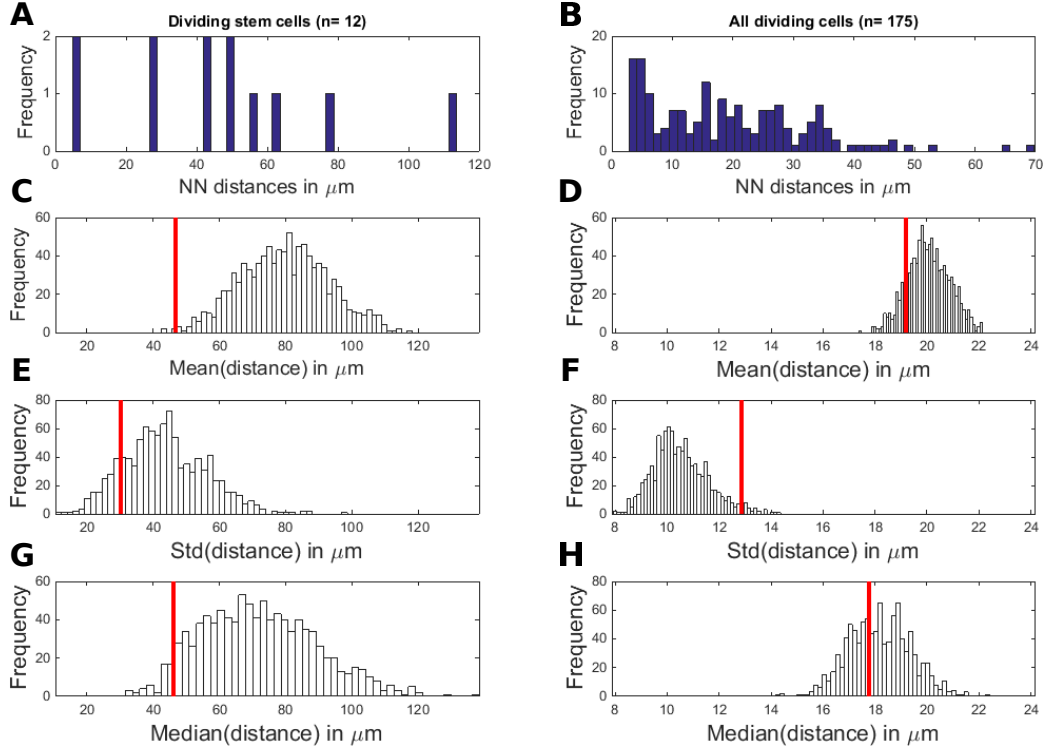 A
Dividing stem cells (n= 12)
Frequency
2
1
0
0 20 40 60 80 100 120
NN distances in μm
B
All dividing cells (n= 175)
Frequency
20
10
0
0 10 20 30 40 50 60 70
NN distances in μm
C
Frequency
60
40
20
0
20 40 60 80 100 120
Mean(distance) in μm
D
Frequency
60
40
20
0
8 10 12 14 16 18 20 22 24
Mean(distance) in μm
E
Frequency
80
60
40
20
0
20 40 60 80 100 120
Std(distance) in μm
F
Frequency
80
60
40
20
0
8 10 12 14 16 18 20 22 24
Std(distance) in μm
G
Frequency
60
40
20
0
20 40 60 80 100 120
Median(distance) in μm
H
Frequency
80
60
40
20
0
8 10 12 14 16 18 20 22 24
Median(distance) in μm